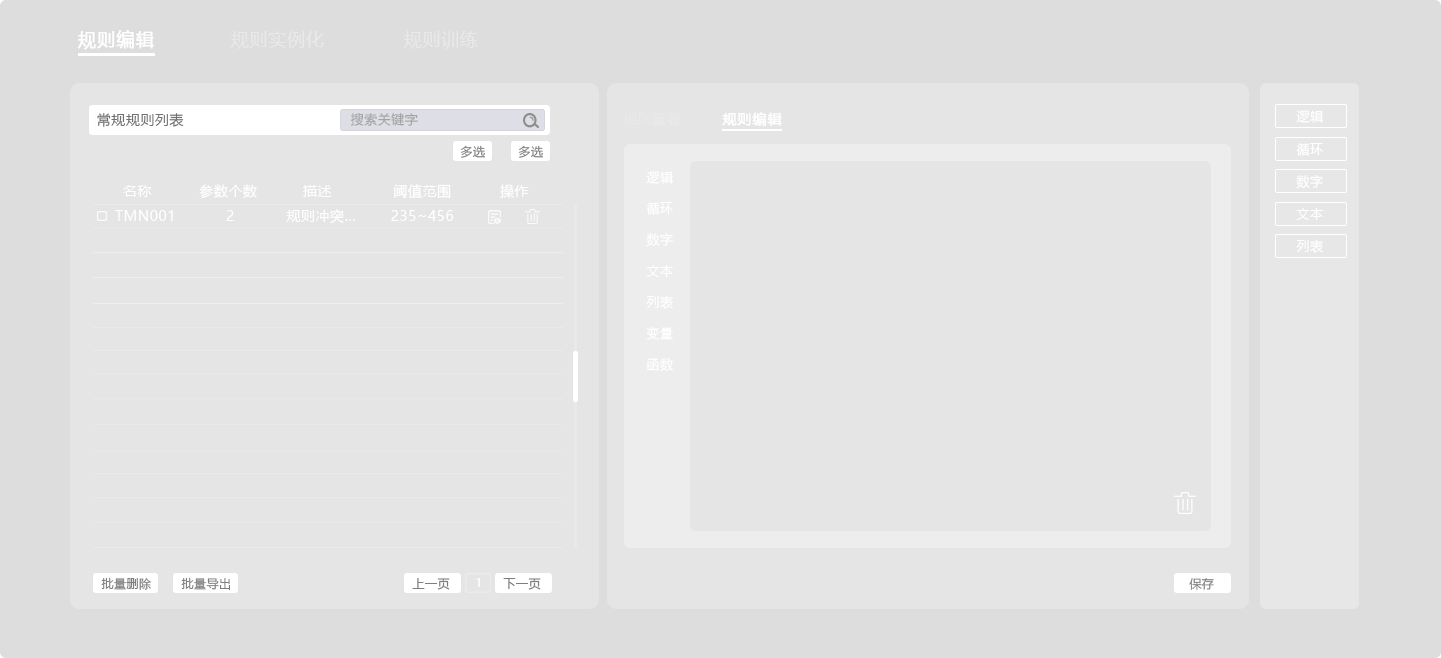 规则编辑 规则实例化 规则训练
常规规则列表 搜索关键字
多选 多选
名称 参数个数 描述 阈值范围 操作
TMN001 2 规则冲突... 235~456
批量删除 批量导出 上一页 1 下一页
规则编辑
逻辑
循环
数字
文本
列表
变量
函数
保存
逻辑
循环
数字
文本
列表